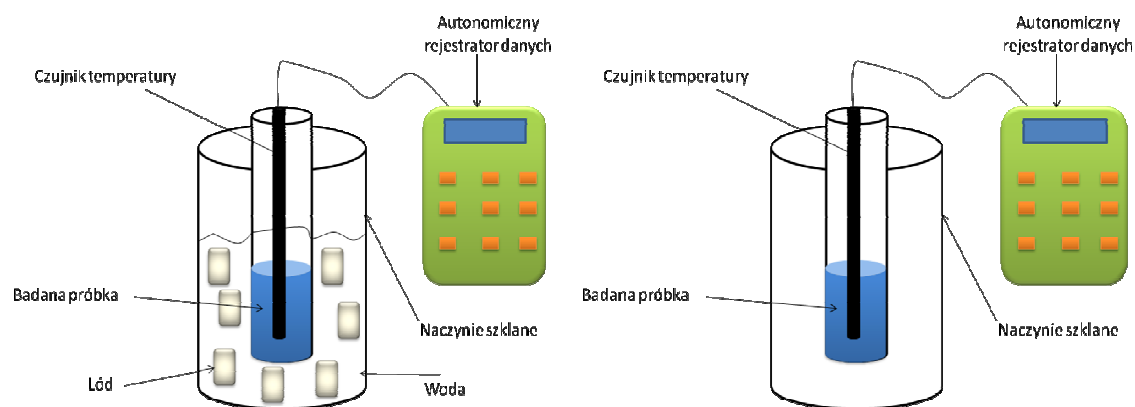 Autonomiczny
rejestrator danych
Czujnik temperatury
Badana próbka
Naczynie szklane
Lód
Woda
Autonomiczny
rejestrator danych
Czujnik temperatury
Badana próbka
Naczynie szklane